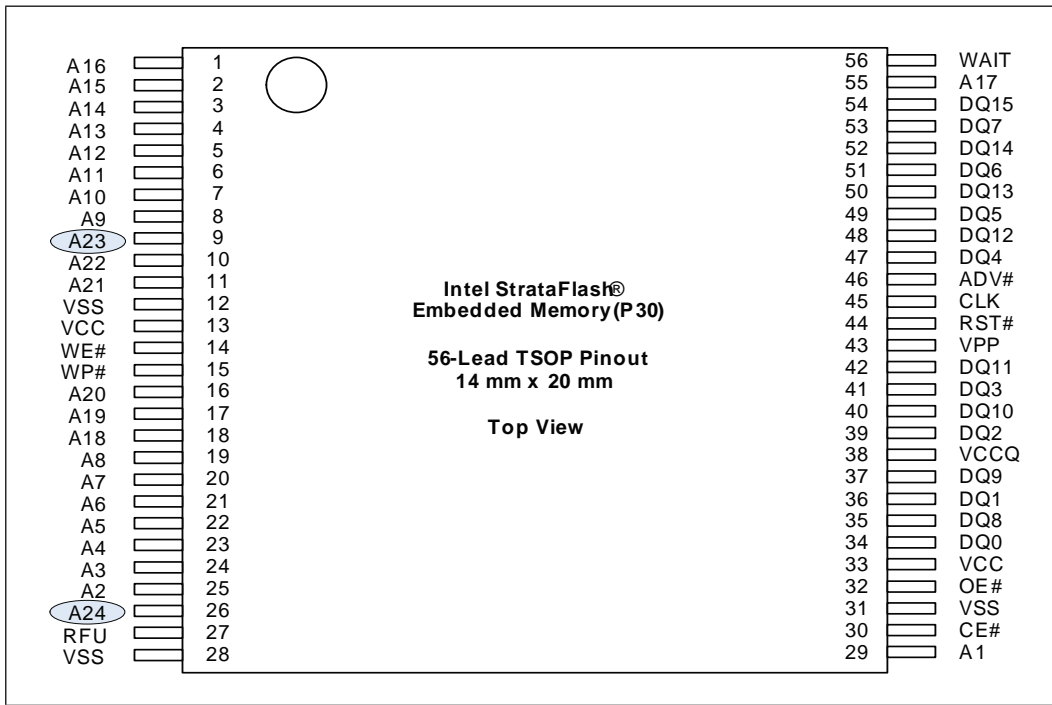 A16 1 56 WAIT
A15 2 55 A17
A14 3 54 DQ15
A13 4 53 DQ7
A12 5 52 DQ14
A11 6 51 DQ6
A10 7 50 DQ13
A9 8 49 DQ5
A23 9 48 DQ12
A22 10 47 DQ4
A21 11 46 ADV#
VSS 12 45 CLK
VCC 13 44 RST#
WE# 14 43 VPP
WP# 15 42 DQ11
A20 16 41 DQ3
A19 17 40 DQ10
A18 18 39 DQ2
A8 19 38 VCCQ
A7 20 37 DQ9
A6 21 36 DQ1
A5 22 35 DQ8
A4 23 34 DQ0
A3 24 33 VCC
A2 25 32 OE#
A24 26 31 VSS
RFU 27 30 CE#
VSS 28 29 A1
Intel StrataFlash®
Embedded Memory(P30)
56-Lead TSOP Pinout
14 mm x 20 mm
Top View